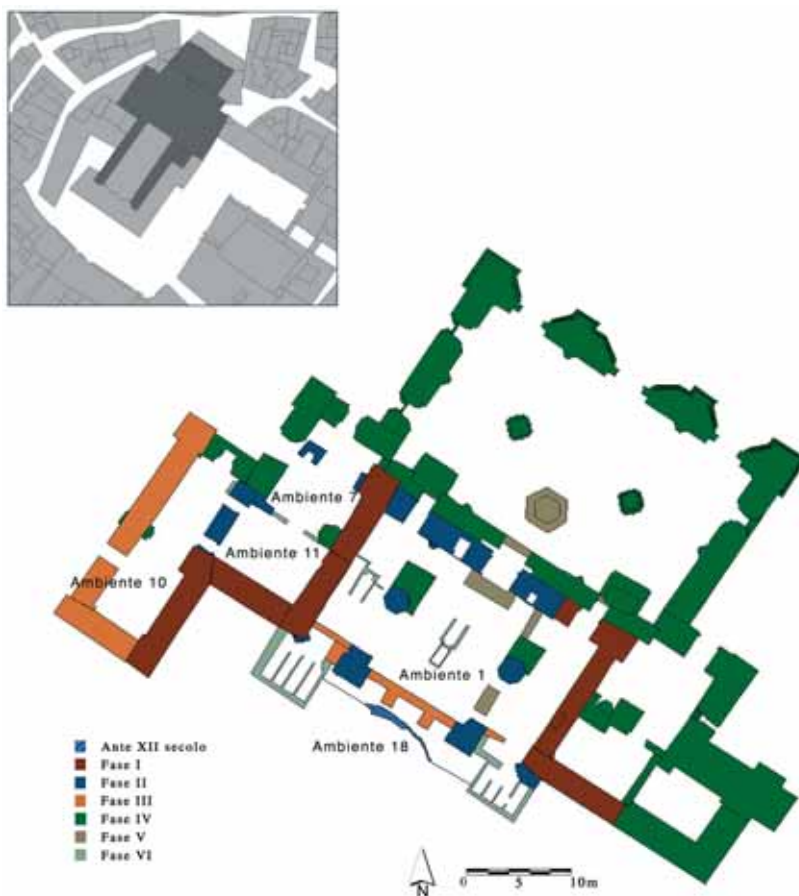 Ambiente 7
Ambiente 11
Ambiente 10
Ambiente 1
Ambiente 18
Ante XII secolo
Fase I
Fase II
Fase III
Fase IV
Fase V
Fase VI
N
0 5 10m